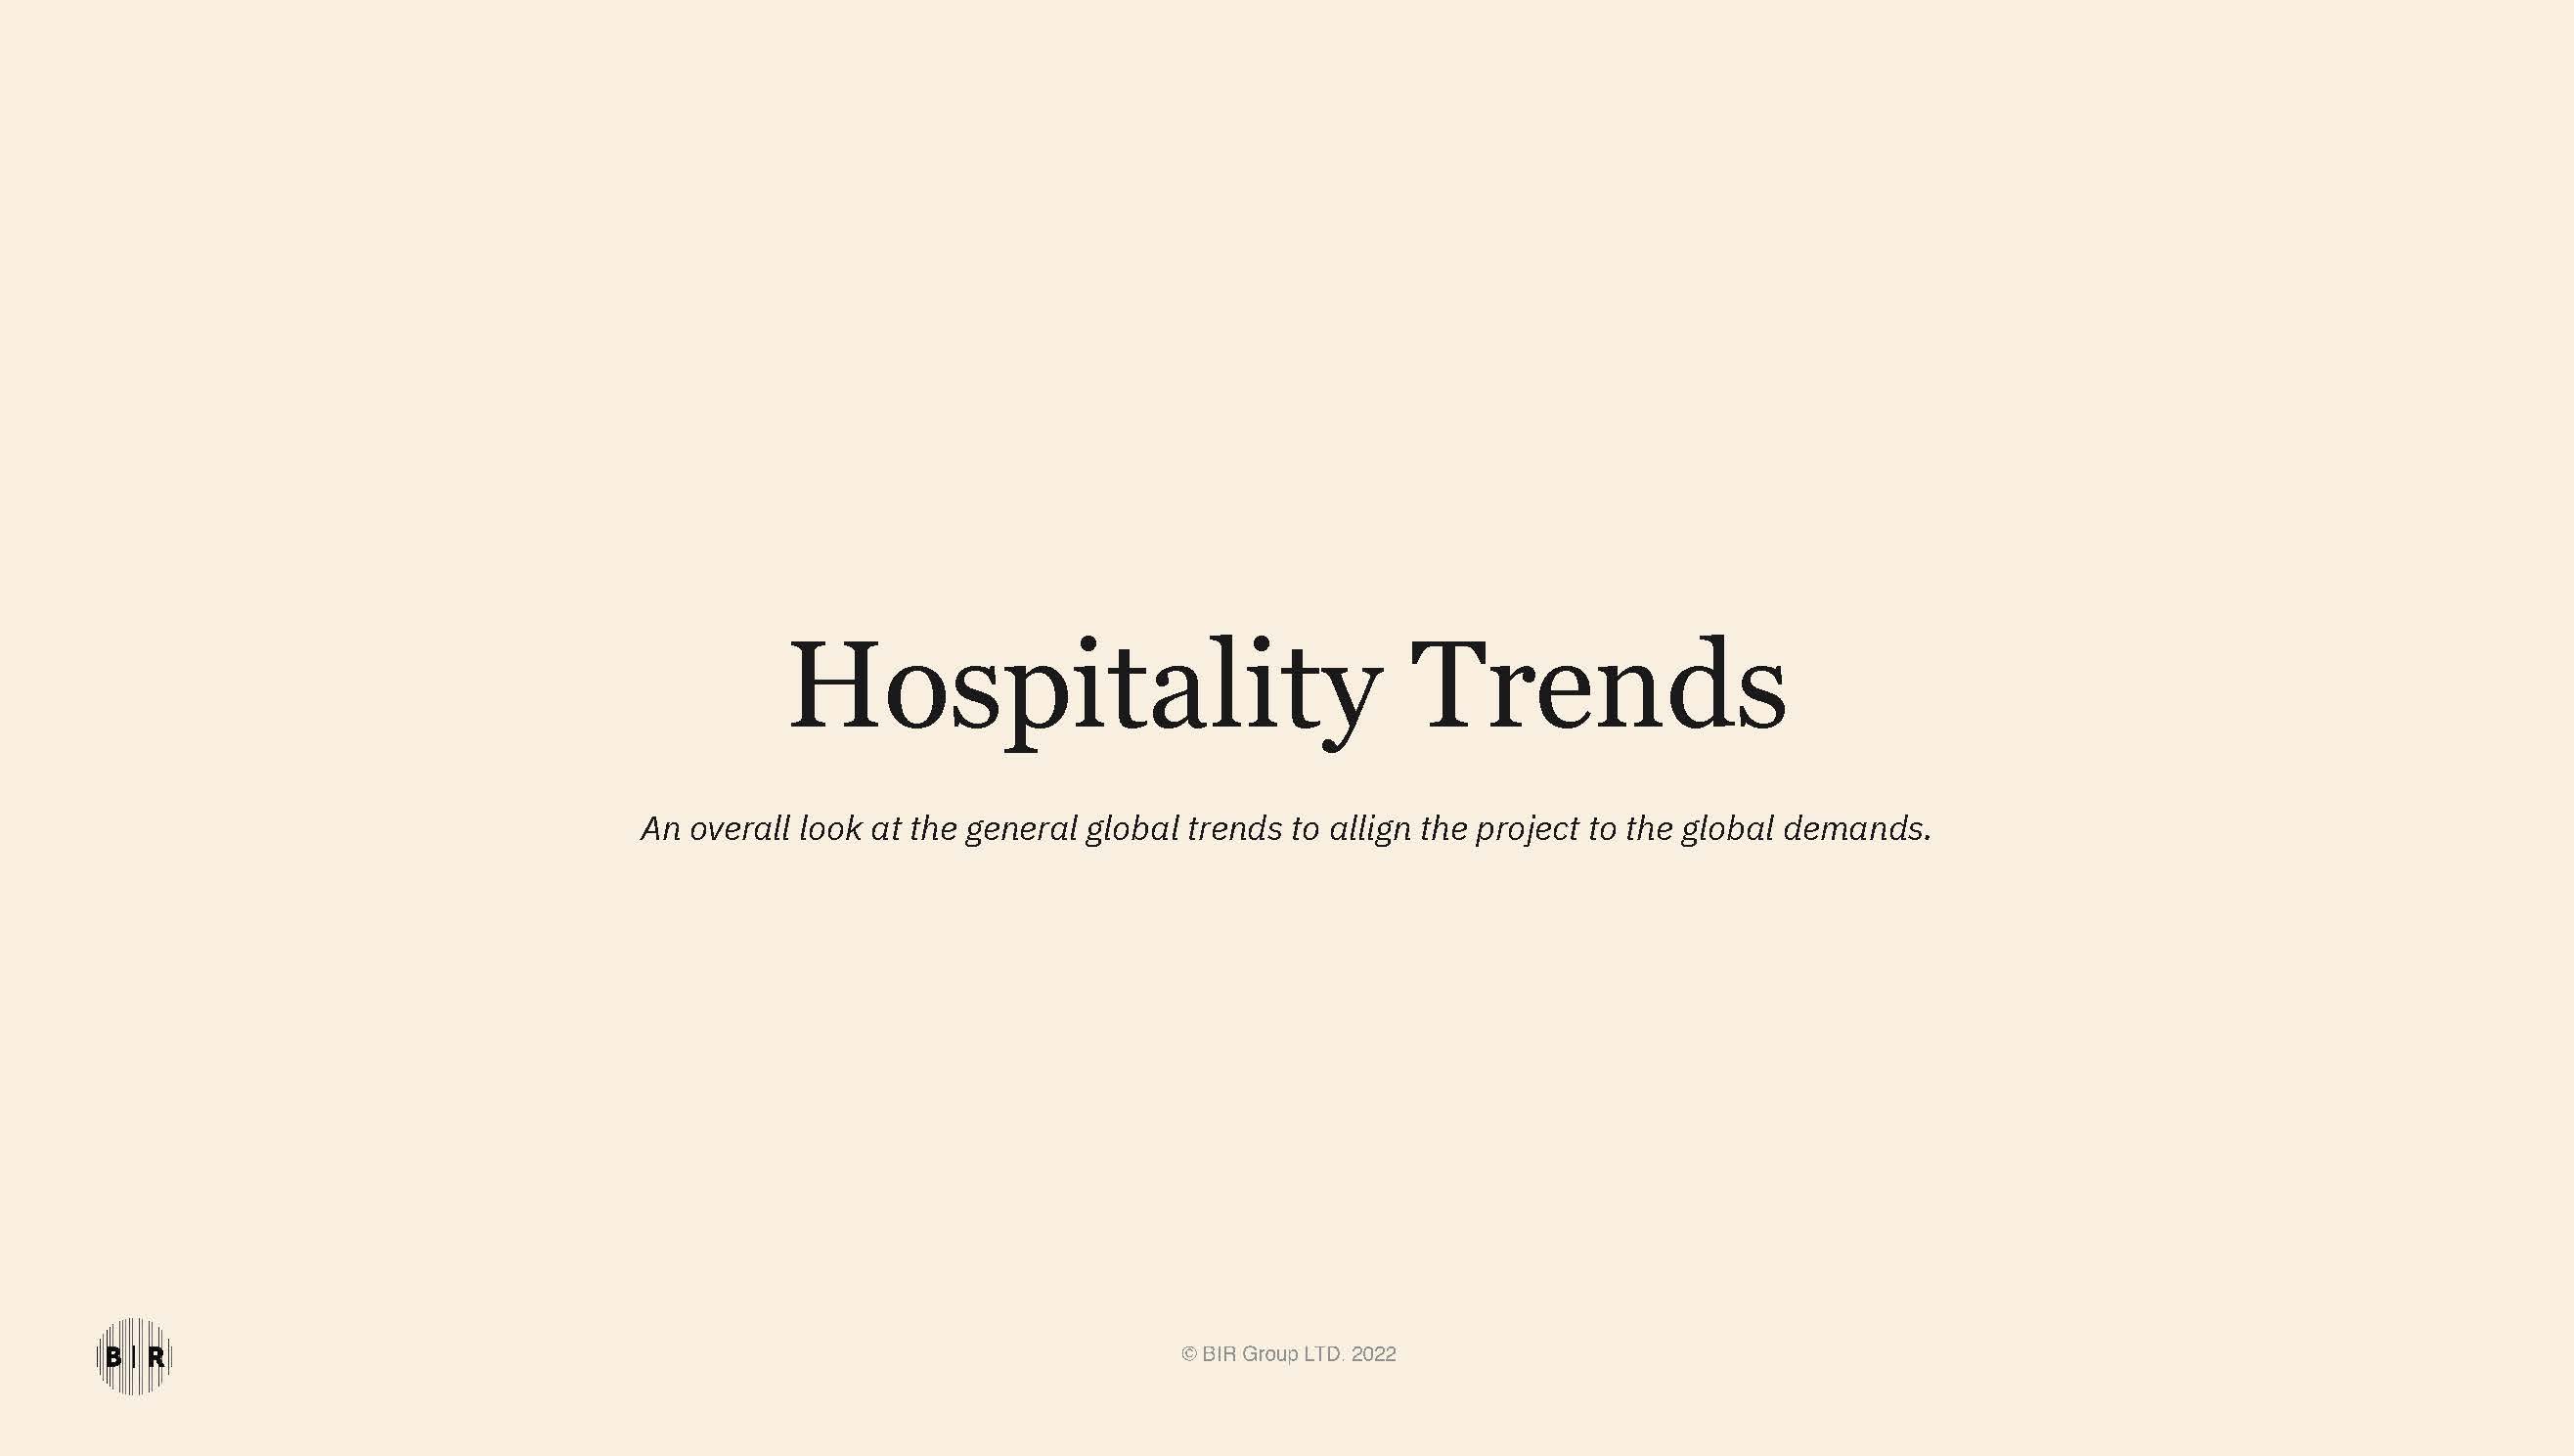 Hospitality Trends
An overall look at the general global trends to allign the project to the global demands.
B I R
© BIR Group LTD. 2022